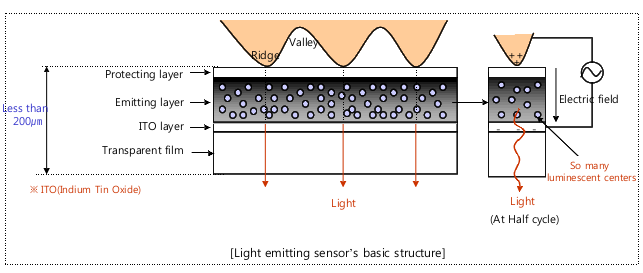 Valley
Ridge
Protecting layer
Emitting layer
ITO layer
Transparent film
Less than
200㎛
※ ITO(Indium Tin Oxide)
Light
++
Electric field
- - -
So many
luminescent centers
Light
(At Half cycle)
[Light emitting sensor's basic structure]